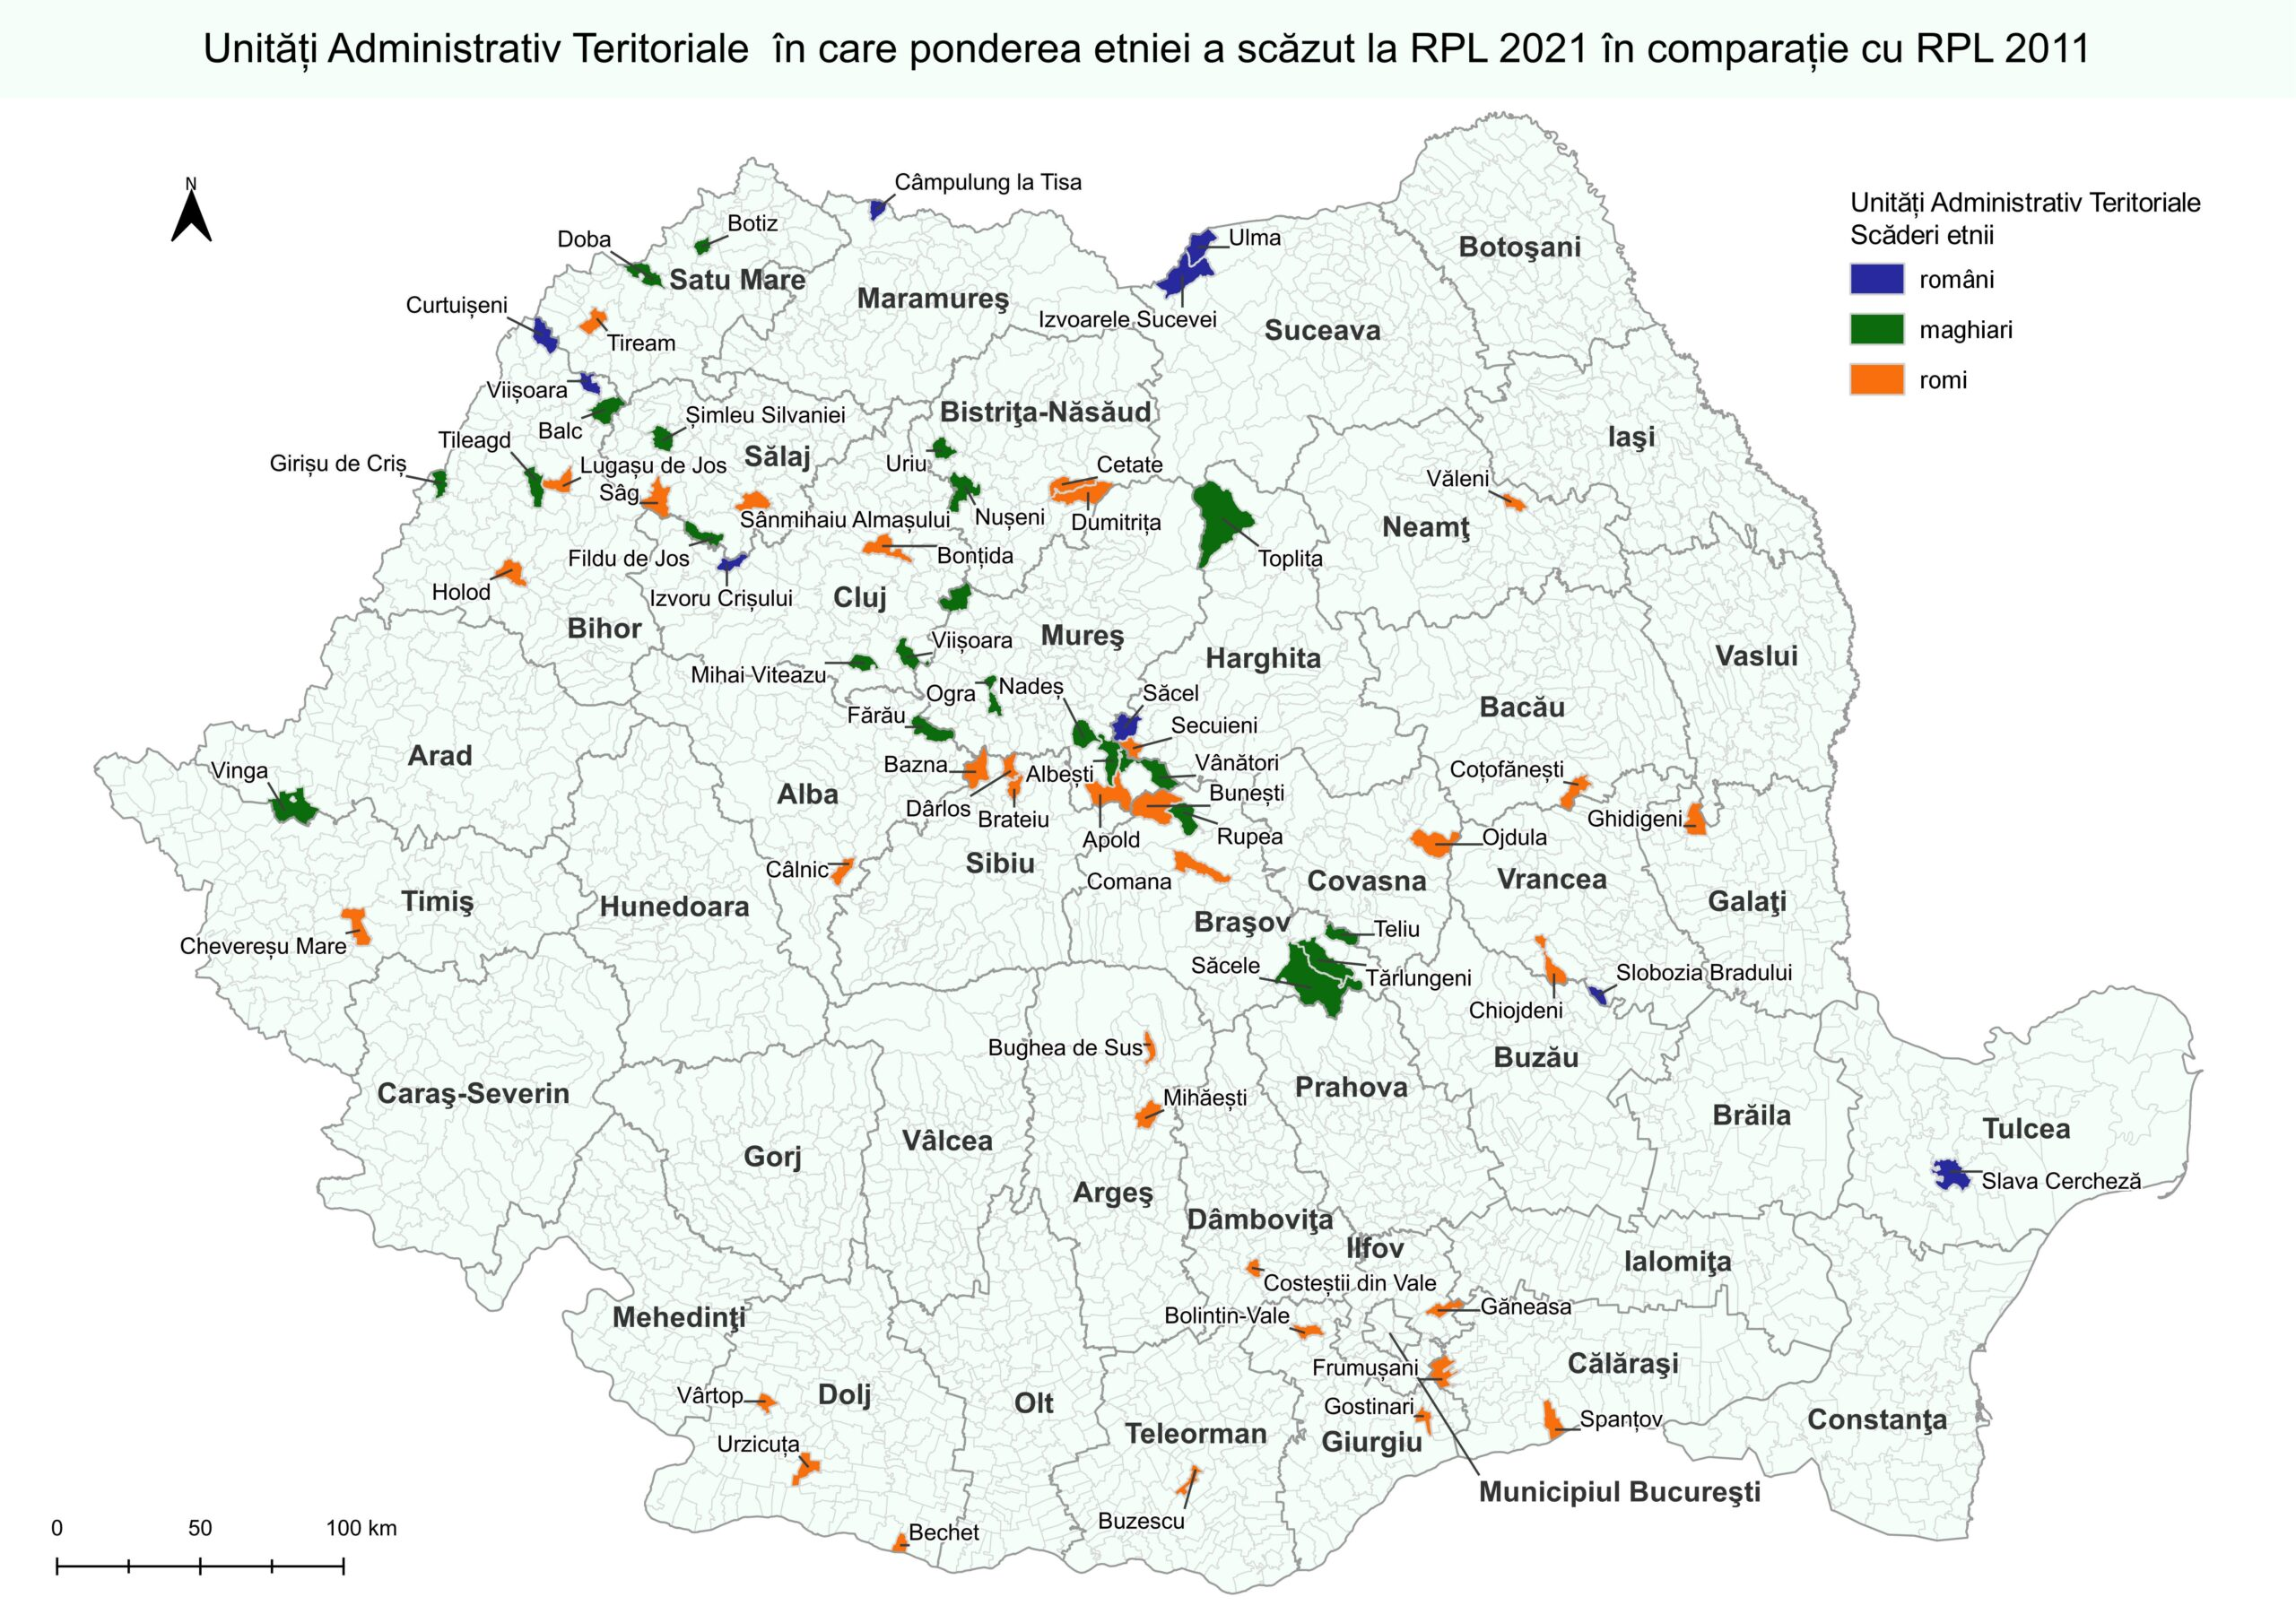 Unități Administrativ Teritoriale în care ponderea etniei a scăzut la RPL 2021 în comparație cu RPL 2011
N
Unități Administrativ Teritoriale
Scăderi etnii
români
maghiari
romi
Câmpulung la Tisa
Botiz
Doba
Ulma
Botoşani
Satu Mare
Maramureş
Curtuișeni
Izvoarele Sucevei
Suceava
Tiream
Viișoara
Bistriţa-Năsăud
Șimleu Silvaniei
Balc
Tileagd
Iaşi
Sălaj
Uriu
Girișu de Criș
Lugașu de Jos
Cetate
Văleni
Sâg
Sânmihaiu Almașului
Nușeni
Dumitrița
Neamţ
Fildu de Jos
Bonțida
Toplita
Holod
Izvoru Crișului
Cluj
Bihor
Viișoara
Mureş
Harghita
Vaslui
Mihai Viteazu
Ogra
Nadeș
Săcel
Fărău
Secuieni
Bacău
Arad
Vinga
Bazna
Albești
Vânători
Coțofănești
Alba
Dârlos
Brateiu
Bunești
Ghidigeni
Apold
Rupea
Ojdula
Câlnic
Sibiu
Comana
Covasna
Vrancea
Timiş
Hunedoara
Galaţi
Braşov
Teliu
Chevereșu Mare
Săcele
Tărlungeni
Slobozia Bradului
Chiojdeni
Bughea de Sus
Buzău
Caraş-Severin
Prahova
Mihăești
Brăila
Tulcea
Vâlcea
Gorj
Slava Cercheză
Argeş
Dâmboviţa
Ilfov
Ialomiţa
Costeștii din Vale
Mehedinţi
Bolintin-Vale
Găneasa
Frumușani
Călăraşi
Vârtop
Dolj
Olt
Gostinari
Spanțov
Constanţa
Teleorman
Giurgiu
Urzicuța
Municipiul Bucureşti
Buzescu
Bechet
0 50 100 km